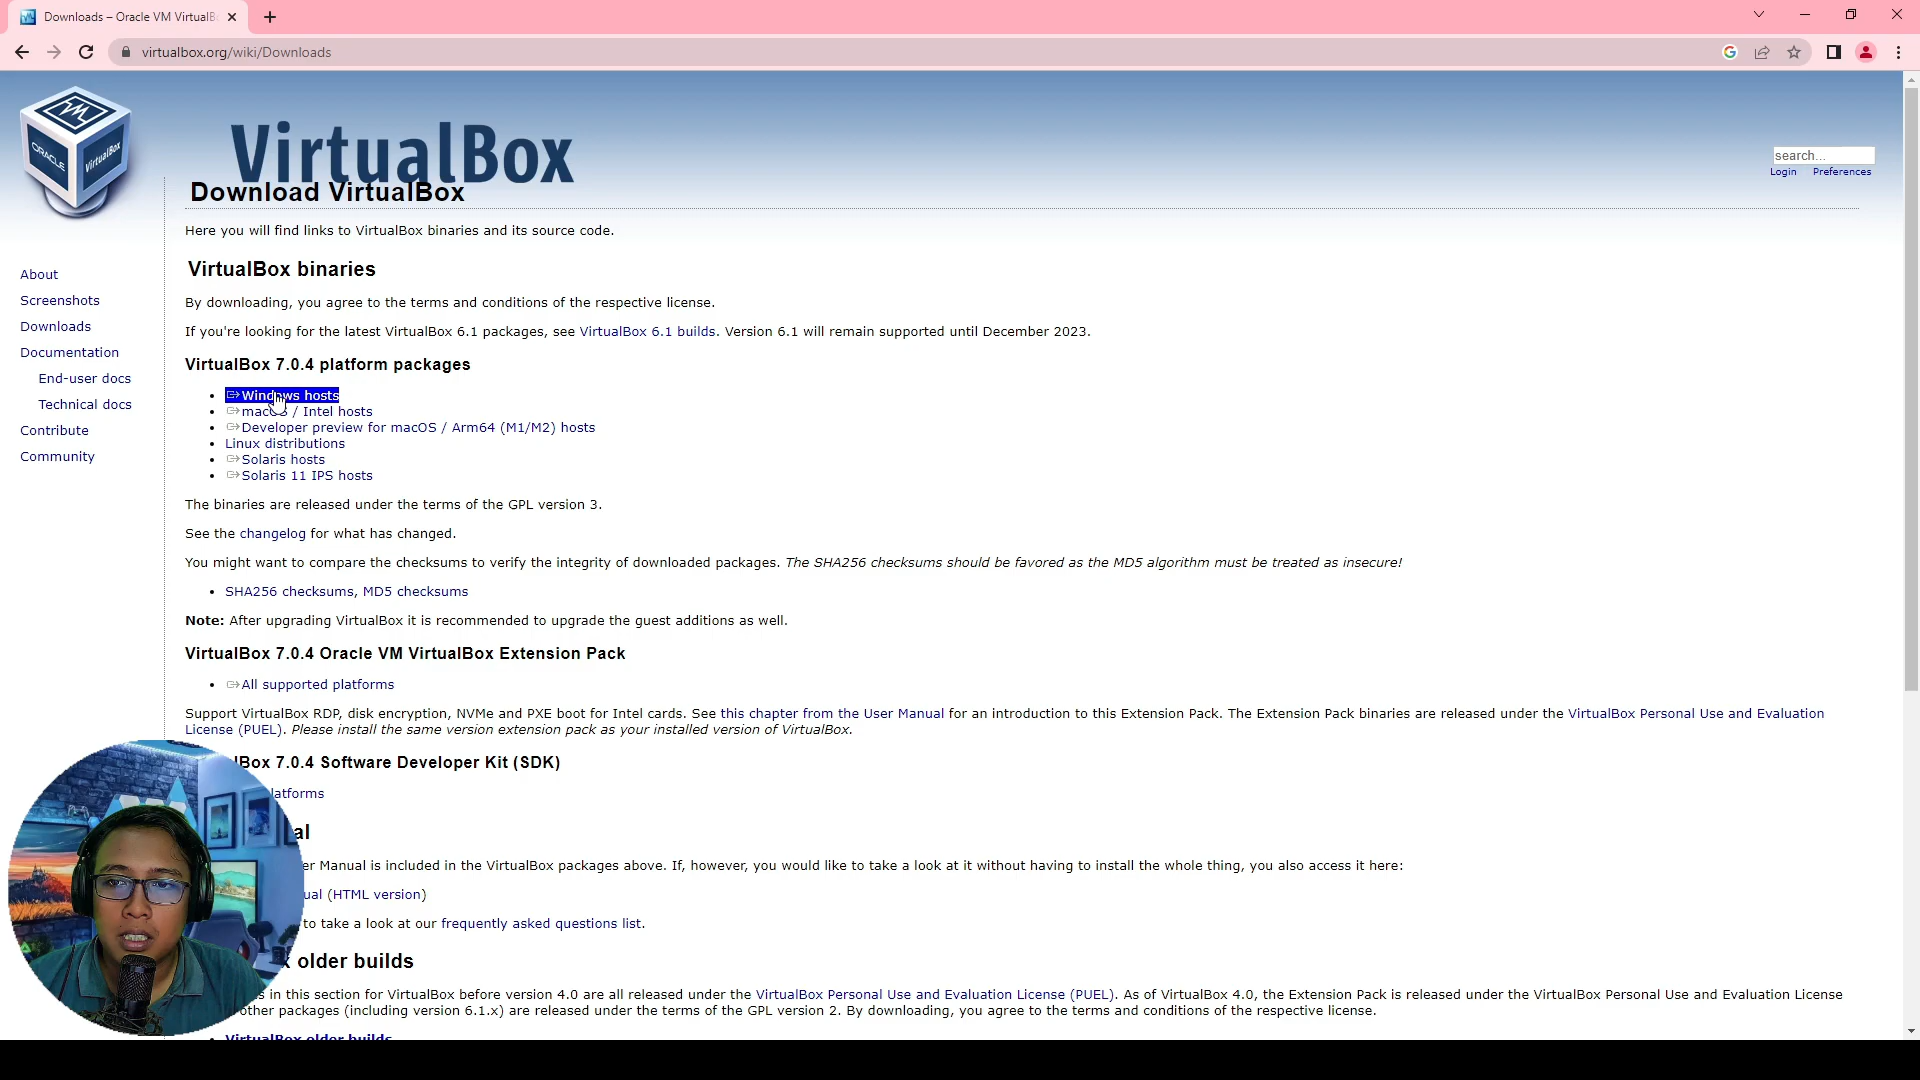 Downloads – Oracle VM VirtualB
virtualbox.org/wiki/Downloads
ORACLE
VirtualBox
VirtualBox
search...
Login Preferences
Download VirtualBox
Here you will find links to VirtualBox binaries and its source code.
VirtualBox binaries
By downloading, you agree to the terms and conditions of the respective license.
If you're looking for the latest VirtualBox 6.1 packages, see VirtualBox 6.1 builds. Version 6.1 will remain supported until December 2023.
About
Screenshots
Downloads
Documentation
End-user docs
Technical docs
Contribute
Community
VirtualBox 7.0.4 platform packages
• Windows hosts
• macOS / Intel hosts
• Developer preview for macOS / Arm64 (M1/M2) hosts
• Linux distributions
• Solaris hosts
• Solaris 11 IPS hosts
The binaries are released under the terms of the GPL version 3.
See the changelog for what has changed.
You might want to compare the checksums to verify the integrity of downloaded packages. The SHA256 checksums should be favored as the MD5 algorithm must be treated as insecure!
• SHA256 checksums, MD5 checksums
Note: After upgrading VirtualBox it is recommended to upgrade the guest additions as well.
VirtualBox 7.0.4 Oracle VM VirtualBox Extension Pack
• All supported platforms
Support VirtualBox RDP, disk encryption, NVMe and PXE boot for Intel cards. See this chapter from the User Manual for an introduction to this Extension Pack. The Extension Pack binaries are released under the VirtualBox Personal Use and Evaluation
License (PUEL). Please install the same version extension pack as your installed version of VirtualBox.
lBox 7.0.4 Software Developer Kit (SDK)
latforms
al
er Manual is included in the VirtualBox packages above. If, however, you would like to take a look at it without having to install the whole thing, you also access it here:
ual (HTML version)
to take a look at our frequently asked questions list.
x older builds
s in this section for VirtualBox before version 4.0 are all released under the VirtualBox Personal Use and Evaluation License (PUEL). As of VirtualBox 4.0, the Extension Pack is released under the VirtualBox Personal Use and Evaluation License
other packages (including version 6.1.x) are released under the terms of the GPL version 2. By downloading, you agree to the terms and conditions of the respective license.
• VirtualBox older builds